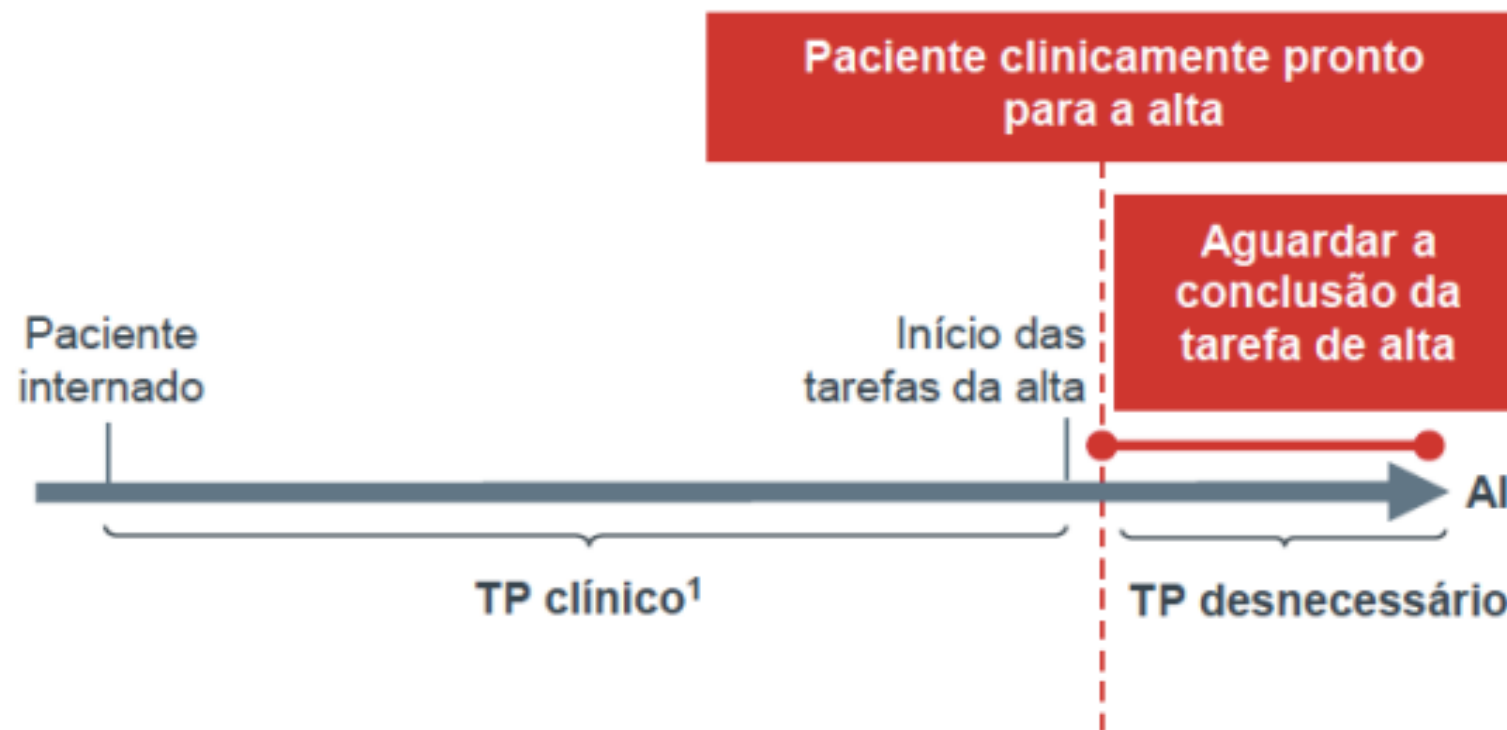 Paciente clinicamente pronto
para a alta
Aguardar a
conclusão da
tarefa de alta
Paciente
internado
Início das
tarefas da alta
TP clínico¹
TP desnecessário